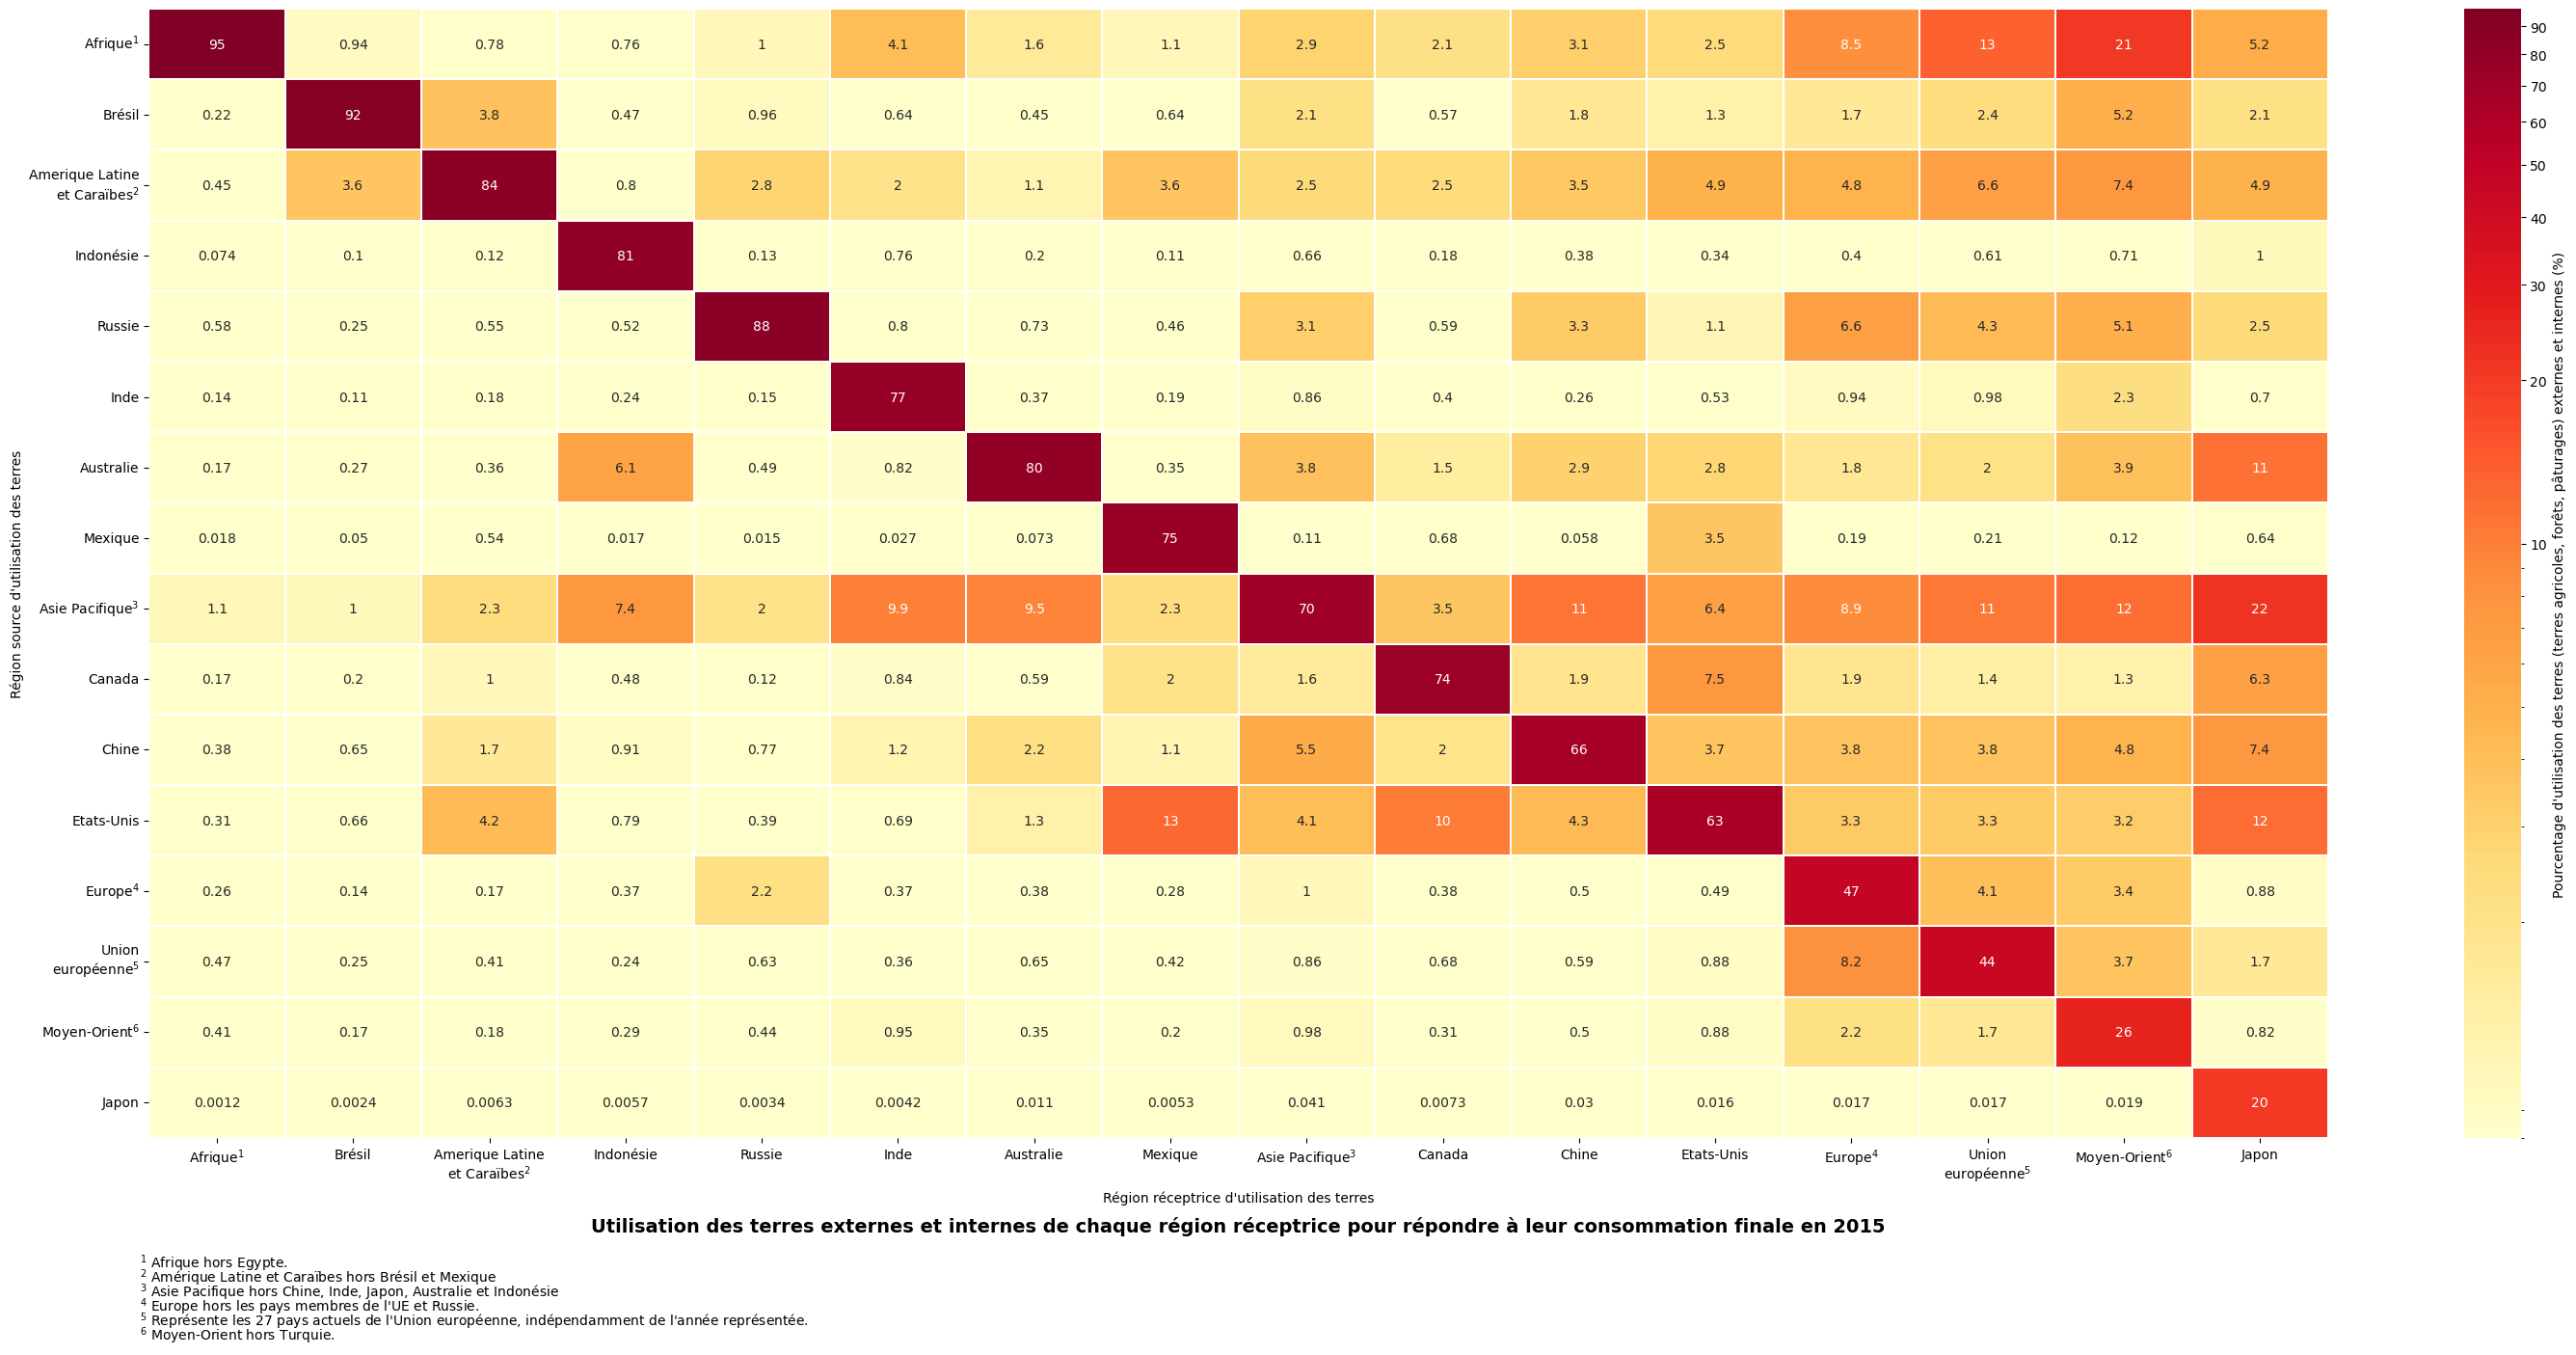 Afrique¹ 95 0.94 0.78 0.76 1 4.1 1.6 1.1 2.9 2.1 3.1 2.5 8.5 13 21 5.2
Brésil 0.22 92 3.8 0.47 0.96 0.64 0.45 0.64 2.1 0.57 1.8 1.3 1.7 2.4 5.2 2.1
Amerique Latine
et Caraïbes² 0.45 3.6 84 0.8 2.8 2 1.1 3.6 2.5 2.5 3.5 4.9 4.8 6.6 7.4 4.9
Indonésie 0.074 0.1 0.12 81 0.13 0.76 0.2 0.11 0.66 0.18 0.38 0.34 0.4 0.61 0.71 1
Russie 0.58 0.25 0.55 0.52 88 0.8 0.73 0.46 3.1 0.59 3.3 1.1 6.6 4.3 5.1 2.5
Inde 0.14 0.11 0.18 0.24 0.15 77 0.37 0.19 0.86 0.4 0.26 0.53 0.94 0.98 2.3 0.7
Australie 0.17 0.27 0.36 6.1 0.49 0.82 80 0.35 3.8 1.5 2.9 2.8 1.8 2 3.9 11
Mexique 0.018 0.05 0.54 0.017 0.015 0.027 0.073 75 0.11 0.68 0.058 3.5 0.19 0.21 0.12 0.64
Asie Pacifique³ 1.1 1 2.3 7.4 2 9.9 9.5 2.3 70 3.5 11 6.4 8.9 11 12 22
Canada 0.17 0.2 1 0.48 0.12 0.84 0.59 2 1.6 74 1.9 7.5 1.9 1.4 1.3 6.3
Chine 0.38 0.65 1.7 0.91 0.77 1.2 2.2 1.1 5.5 2 66 3.7 3.8 3.8 4.8 7.4
Etats-Unis 0.31 0.66 4.2 0.79 0.39 0.69 1.3 13 4.1 10 4.3 63 3.3 3.3 3.2 12
Europe⁴ 0.26 0.14 0.17 0.37 2.2 0.37 0.38 0.28 1 0.38 0.5 0.49 47 4.1 3.4 0.88
Union
européenne⁵ 0.47 0.25 0.41 0.24 0.63 0.36 0.65 0.42 0.86 0.68 0.59 0.88 8.2 44 3.7 1.7
Moyen-Orient⁶ 0.41 0.17 0.18 0.29 0.44 0.95 0.35 0.2 0.98 0.31 0.5 0.88 2.2 1.7 26 0.82
Japon 0.0012 0.0024 0.0063 0.0057 0.0034 0.0042 0.011 0.0053 0.041 0.0073 0.03 0.016 0.017 0.017 0.019 20
Région source d'utilisation des terres
Afrique¹ Brésil Amerique Latine Indonésie Russie Inde Australie Mexique Asie Pacifique³ Canada Chine Etats-Unis Europe⁴ Union Moyen-Orient⁶ Japon
et Caraïbes² européenne⁵
Région réceptrice d'utilisation des terres
90
80
70
60
50
40
30
20
10
Pourcentage d'utilisation des terres (terres agricoles, forêts, pâturages) externes et internes (%)
Utilisation des terres externes et internes de chaque région réceptrice pour répondre à leur consommation finale en 2015
¹ Afrique hors Egypte.
² Amérique Latine et Caraïbes hors Brésil et Mexique
³ Asie Pacifique hors Chine, Inde, Japon, Australie et Indonésie
⁴ Europe hors les pays membres de l'UE et Russie.
⁵ Représente les 27 pays actuels de l'Union européenne, indépendamment de l'année représentée.
⁶ Moyen-Orient hors Turquie.